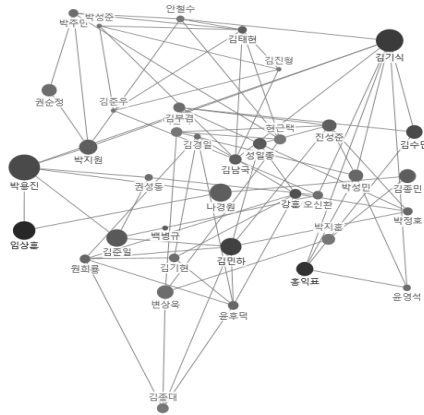 안철수
박주민
박성준
김태현
김기식
김진형
권순정
김준우
김부겸
현근택
진성준
김수민
김경일
박지원
성일종
김남국
박용진
권성동
박성민
김종민
나경원
강훈
오신환
박정호
임상훈
백병규
박지훈
김준일
김민하
원희룡
김기현
홍익표
변상욱
윤후덕
윤영석
김종대